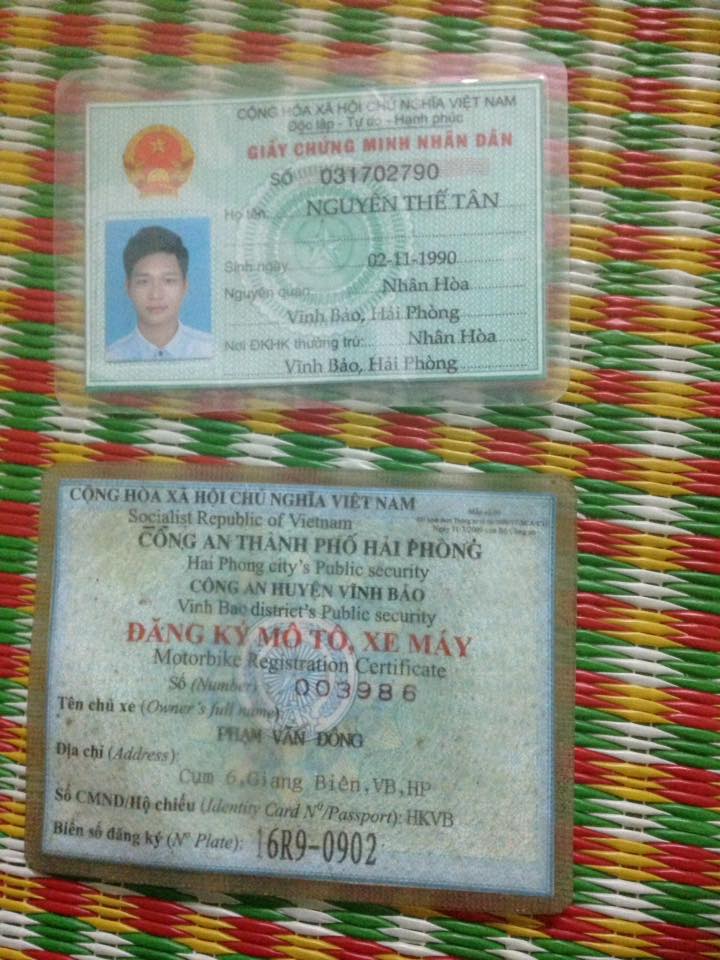 CỘNG HÒA XÃ HỘI CHỦ NGHĨA VIỆT NAM
Độc lập - Tự do - Hạnh phúc
GIẤY CHỨNG MINH NHÂN DÂN
SỐ 031702790
Họ tên: NGUYỄN THẾ TÂN
Sinh ngày 02-11-1990
Nguyên quán: Nhân Hòa
Vĩnh Bảo, Hải Phòng
Nơi ĐKHK thường trú: Nhân Hòa
Vĩnh Bảo, Hải Phòng
CỘNG HÒA XÃ HỘI CHỦ NGHĨA VIỆT NAM
Socialist Republic of Vietnam
CÔNG AN THÀNH PHỐ HẢI PHÒNG
Hai Phong city's Public security
CÔNG AN HUYỆN VĨNH BẢO
Vinh Bao district's Public security
ĐĂNG KÝ MÔ TÔ, XE MÁY
Motorbike Registration Certificate
Số (Number) 003986
Tên chủ xe (Owner's full name):
PHẠM VĂN ĐÔNG
Địa chỉ (Address):
Cụm 6,Giang Biên,VB,HP
Số CMND/Hộ chiếu (Identity Card Nº/Passport): HKVB
Biển số đăng ký (Nº Plate): 16R9-0902